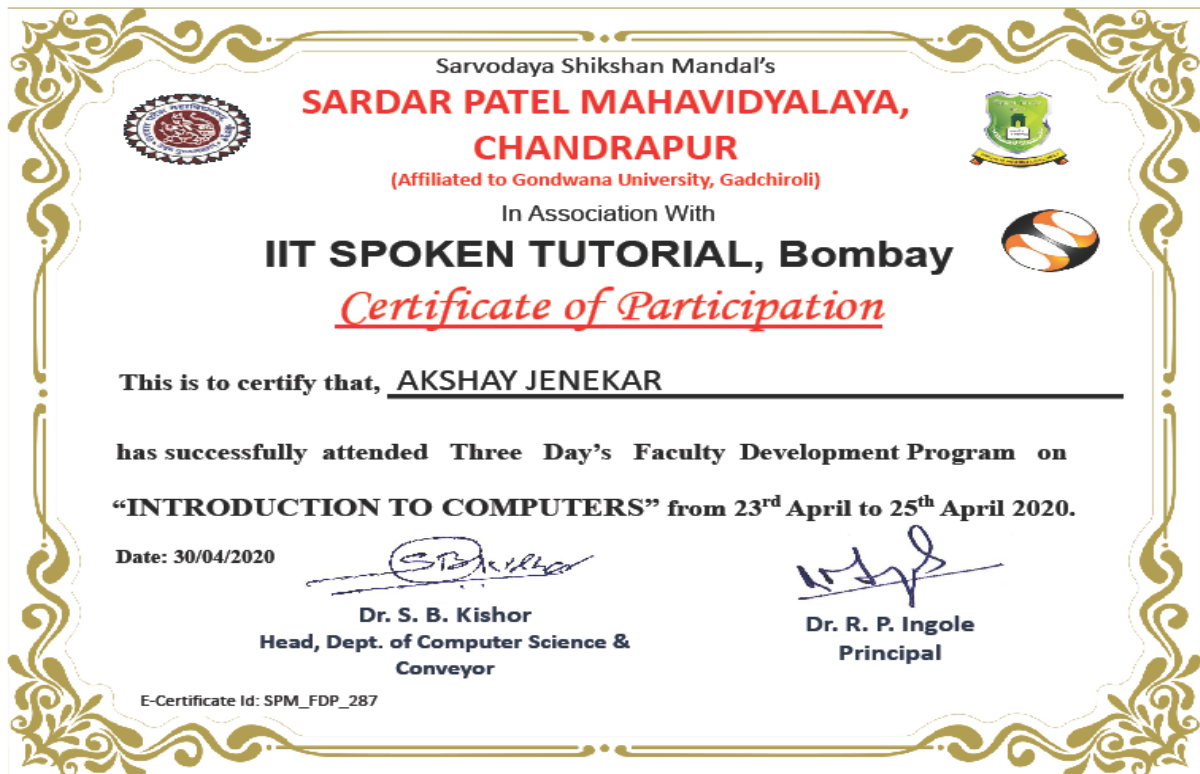 Sarvodaya Shikshan Mandal's
SARDAR PATEL MAHAVIDYALAYA,
CHANDRAPUR
(Affiliated to Gondwana University, Gadchiroli)
In Association With
IIT SPOKEN TUTORIAL, Bombay
Certificate of Participation
This is to certify that, AKSHAY JENEKAR
has successfully attended Three Day's Faculty Development Program on
“INTRODUCTION TO COMPUTERS” from 23rd April to 25th April 2020.
Date: 30/04/2020
Dr. S. B. Kishor
Head, Dept. of Computer Science &
Conveyor
Dr. R. P. Ingole
Principal
E-Certificate Id: SPM_FDP_287